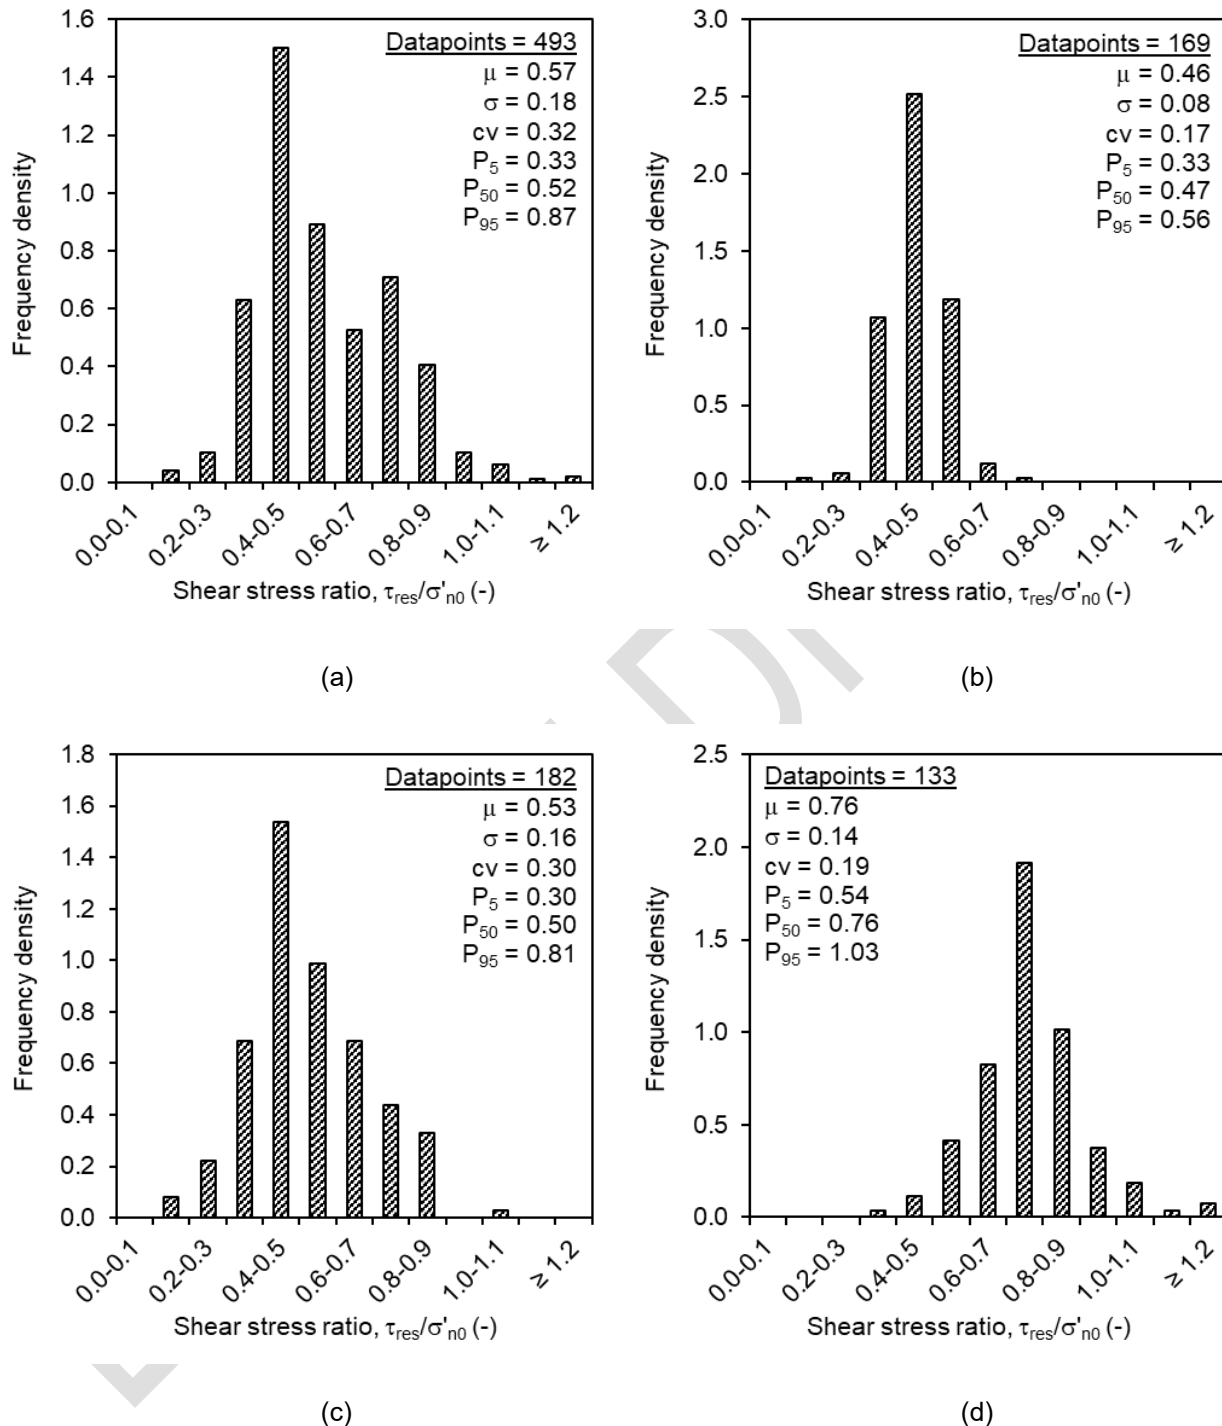 1.6
1.4
1.2
1.0
0.8
0.6
0.4
0.2
0.0
Frequency density
Datapoints = 493
μ = 0.57
σ = 0.18
cv = 0.32
P5 = 0.33
P50 = 0.52
P95 = 0.87
0.0-0.1
0.2-0.3
0.4-0.5
0.6-0.7
0.8-0.9
1.0-1.1
≥ 1.2
Shear stress ratio, τres/σ'n0 (-)
(a)
3.0
2.5
2.0
1.5
1.0
0.5
0.0
Frequency density
Datapoints = 169
μ = 0.46
σ = 0.08
cv = 0.17
P5 = 0.33
P50 = 0.47
P95 = 0.56
0.0-0.1
0.2-0.3
0.4-0.5
0.6-0.7
0.8-0.9
1.0-1.1
≥ 1.2
Shear stress ratio, τres/σ'n0 (-)
(b)
1.8
1.6
1.4
1.2
1.0
0.8
0.6
0.4
0.2
0.0
Frequency density
Datapoints = 182
μ = 0.53
σ = 0.16
cv = 0.30
P5 = 0.30
P50 = 0.50
P95 = 0.81
0.0-0.1
0.2-0.3
0.4-0.5
0.6-0.7
0.8-0.9
1.0-1.1
≥ 1.2
Shear stress ratio, τres/σ'n0 (-)
(c)
2.5
2.0
1.5
1.0
0.5
0.0
Frequency density
Datapoints = 133
μ = 0.76
σ = 0.14
cv = 0.19
P5 = 0.54
P50 = 0.76
P95 = 1.03
0.0-0.1
0.2-0.3
0.4-0.5
0.6-0.7
0.8-0.9
1.0-1.1
≥ 1.2
Shear stress ratio, τres/σ'n0 (-)
(d)